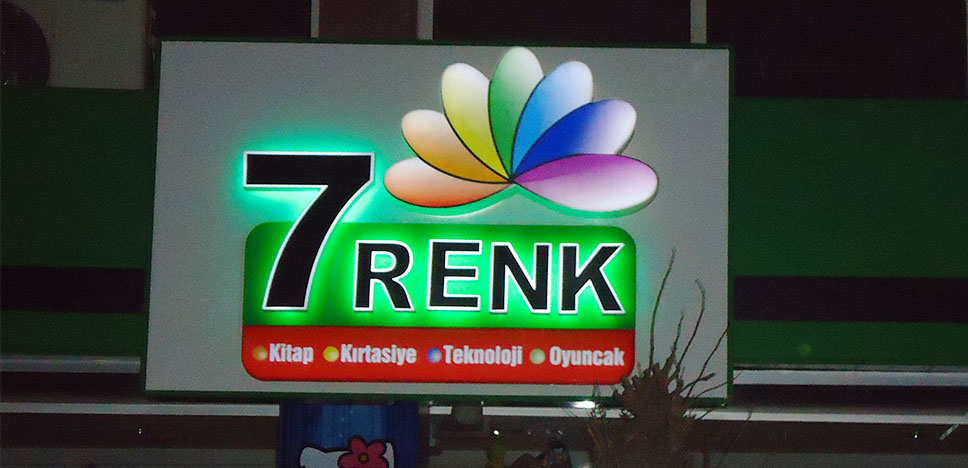 7 RENK
Kitap Kırtasiye Teknoloji Oyuncak